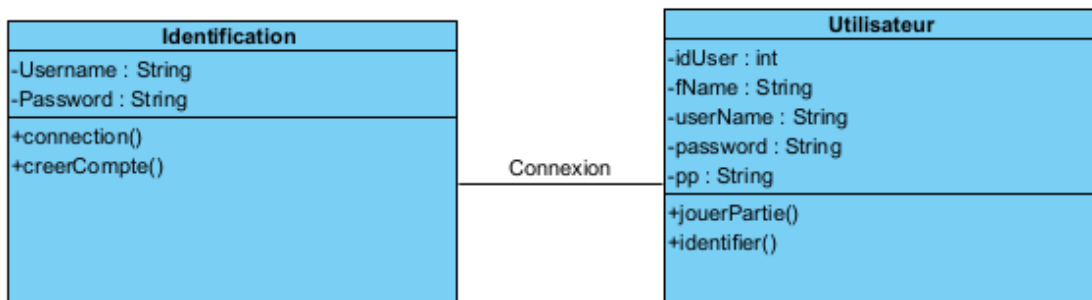 Identification
-Username : String
-Password : String
+connection()
+creerCompte()
Connexion
Utilisateur
-idUser : int
-fName : String
-userName : String
-password : String
-pp : String
+jouerPartie()
+identifier()